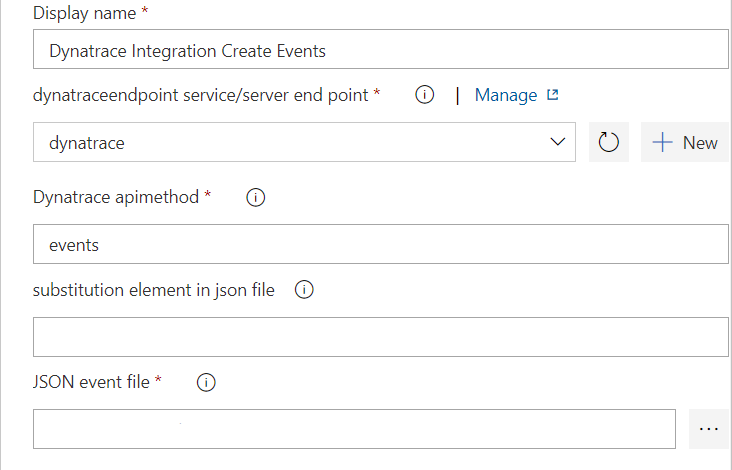 Display name *
Dynatrace Integration Create Events
dynatraceendpoint service/server end point * | Manage
dynatrace
New
Dynatrace apimethod *
events
substitution element in json file
JSON event file *
...